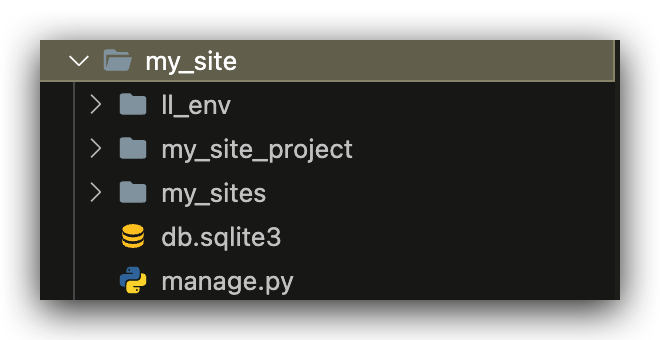 my_site
ll_env
my_site_project
my_sites
db.sqlite3
manage.py